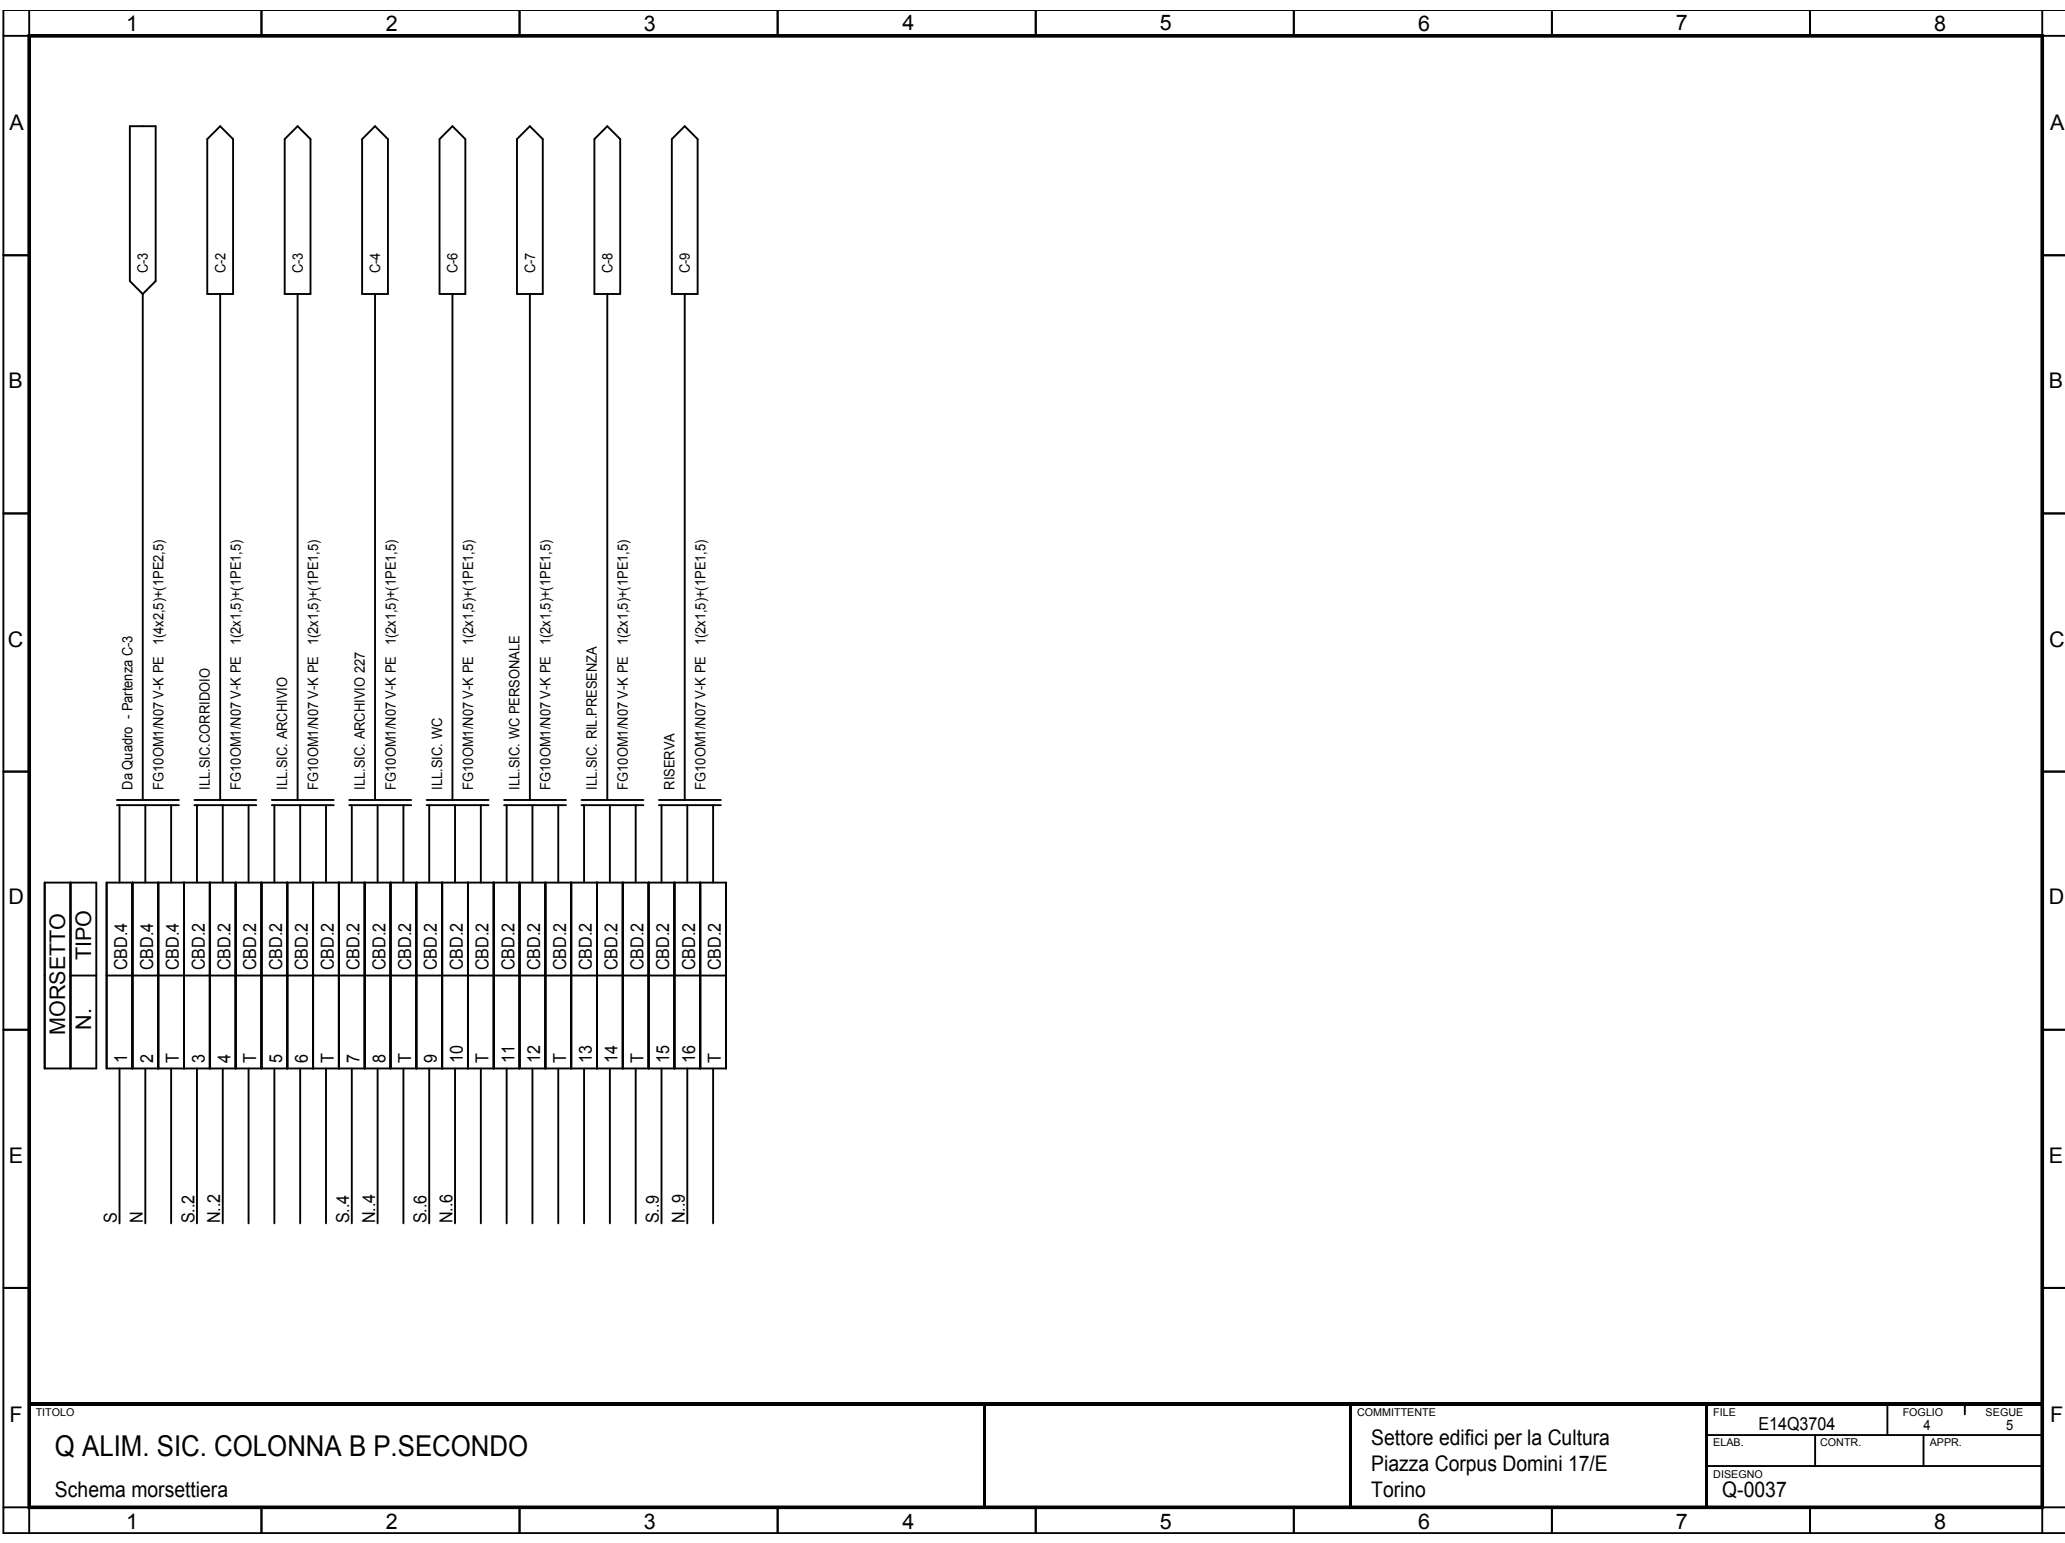 1 2 3 4 5 6 7 8
A A
B B
C C
D D
E E
F F
C-3
C-2
C-3
C-4
C-6
C-7
C-8
C-9
Da Quadro - Partenza C-3
FG10OM1/N07 V-K PE 1(4x2,5)+(1PE2,5)
ILL.SIC.CORRIDOIO
FG10OM1/N07 V-K PE 1(2x1,5)+(1PE1,5)
ILL.SIC. ARCHIVIO
FG10OM1/N07 V-K PE 1(2x1,5)+(1PE1,5)
ILL.SIC. ARCHIVIO 227
FG10OM1/N07 V-K PE 1(2x1,5)+(1PE1,5)
ILL.SIC. WC
FG10OM1/N07 V-K PE 1(2x1,5)+(1PE1,5)
ILL.SIC. WC PERSONALE
FG10OM1/N07 V-K PE 1(2x1,5)+(1PE1,5)
ILL.SIC. RIL.PRESENZA
FG10OM1/N07 V-K PE 1(2x1,5)+(1PE1,5)
RISERVA
FG10OM1/N07 V-K PE 1(2x1,5)+(1PE1,5)
MORSETTO
N. TIPO
1 CBD.4
2 CBD.4
T CBD.4
3 CBD.2
4 CBD.2
T CBD.2
5 CBD.2
6 CBD.2
T CBD.2
7 CBD.2
8 CBD.2
T CBD.2
9 CBD.2
10 CBD.2
T CBD.2
11 CBD.2
12 CBD.2
T CBD.2
13 CBD.2
14 CBD.2
T CBD.2
15 CBD.2
16 CBD.2
T CBD.2
S
N
S..2
N..2
S..4
N..4
S..6
N..6
S..9
N..9
TITOLO
Q ALIM. SIC. COLONNA B P.SECONDO
Schema morsettiera
COMMITTENTE
Settore edifici per la Cultura
Piazza Corpus Domini 17/E
Torino
FILE
E14Q3704
FOGLIO
4
SEGUE
5
ELAB. CONTR. APPR.
DISEGNO
Q-0037
1 2 3 4 5 6 7 8